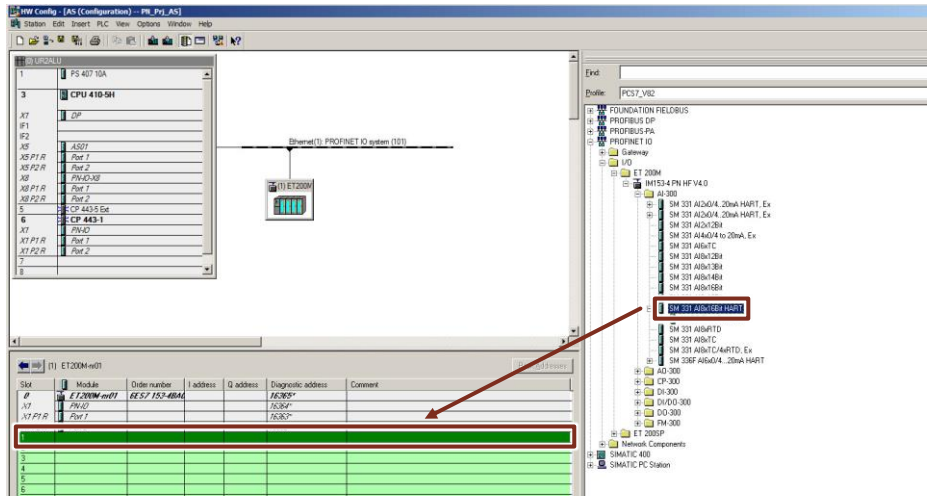 HW Config - [AS (Configuration) -- PN_Prj_AS]
Station Edit Insert PLC View Options Window Help
(0) UR2ALU
1 PS 407 10A
3 CPU 410-5H
X1 DP
IF1
IF2
X5 AS01
X5 P1 R Port 1
X5 P2 R Port 2
X8 PN-IO-X8
X8 P1 R Port 1
X8 P2 R Port 2
5 CP 443-5 Ext
6 CP 443-1
X1 PN-IO
X1 P1 R Port 1
X1 P2 R Port 2
7
8
Ethernet(1): PROFINET IO system (101)
(1) ET200M
Find:
Profile: PCS7_V82
FOUNDATION FIELDBUS
PROFIBUS DP
PROFIBUS-PA
PROFINET IO
Gateway
I/O
ET 200M
IM153-4 PN HF V4.0
AI-300
SM 331 AI2x0/4..20mA HART, Ex
SM 331 AI2x0/4..20mA HART, Ex
SM 331 AI2x12Bit
SM 331 AI4x0/4 to 20mA, Ex
SM 331 AI6xTC
SM 331 AI8x12Bit
SM 331 AI8x13Bit
SM 331 AI8x14Bit
SM 331 AI8x16Bit
SM 331 AI8x16Bit HART
SM 331 AI8xRTD
SM 331 AI8xTC
SM 331 AI8xTC/4xRTD, Ex
SM 336F AI6x0..20mA HART
AO-300
CP-300
DI-300
DI/DO-300
DO-300
FM-300
ET 200SP
Network Components
SIMATIC 400
SIMATIC PC Station
(1) ET200M-nr01
Slot Module Order number I address Q address Diagnostic address Comment
0 ET200M-nr01 6ES7 153-4BA0 16365*
X1 PN-IO 16364*
X1 P1 R Port 1 16363*
1
3
4
5
6